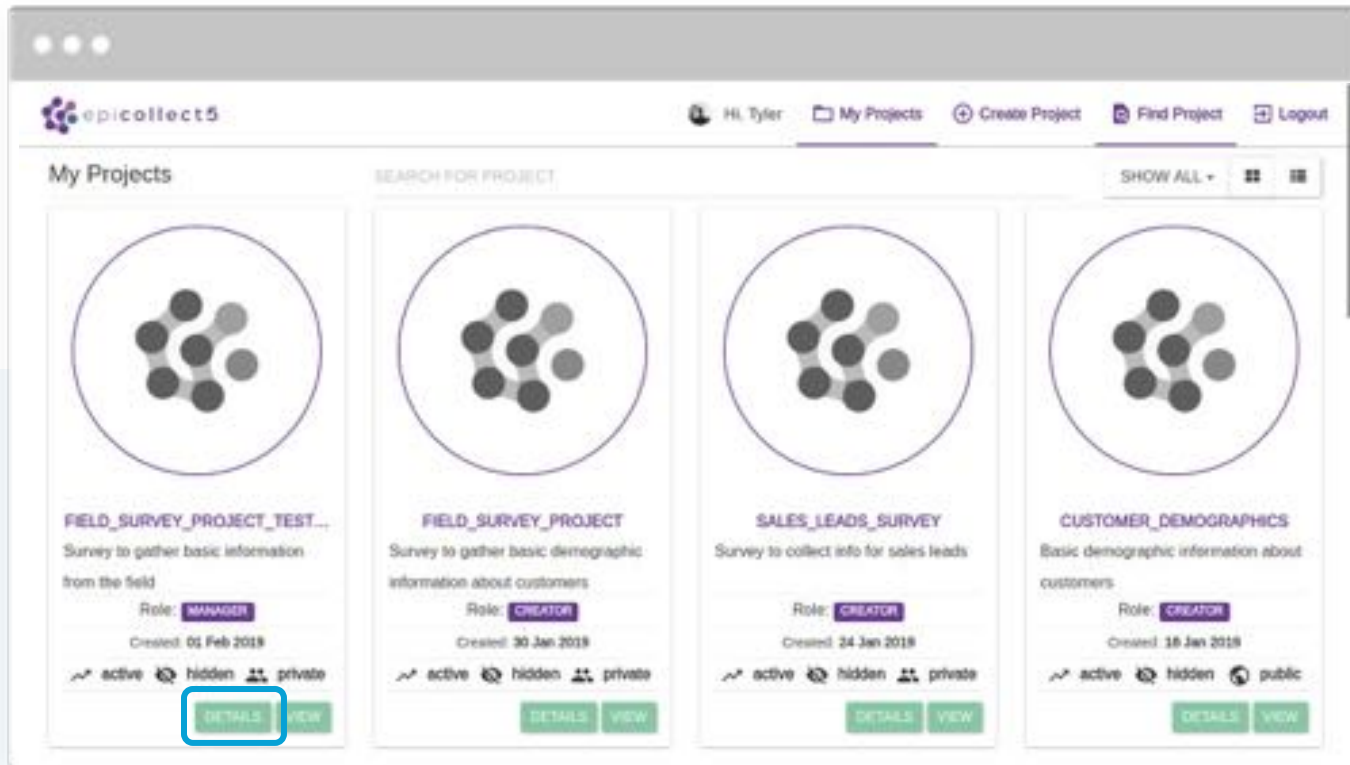 epicollect5
Hi, Tyler My Projects Create Project Find Project Logout
My Projects
SEARCH FOR PROJECT
SHOW ALL
FIELD_SURVEY_PROJECT_TEST...
Survey to gather basic information
from the field
Role: MANAGER
Created: 01 Feb 2019
active hidden private
DETAILS VIEW
FIELD_SURVEY_PROJECT
Survey to gather basic demographic
information about customers
Role: CREATOR
Created: 30 Jan 2019
active hidden private
DETAILS VIEW
SALES_LEADS_SURVEY
Survey to collect info for sales leads
Role: CREATOR
Created: 24 Jan 2019
active hidden private
DETAILS VIEW
CUSTOMER_DEMOGRAPHICS
Basic demographic information about
customers
Role: CREATOR
Created: 16 Jan 2019
active hidden public
DETAILS VIEW